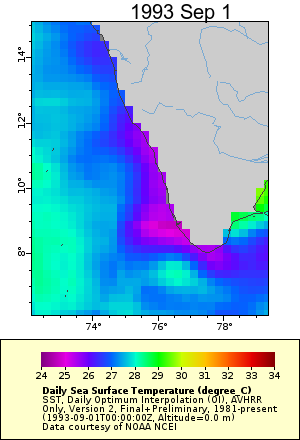 1993 Sep 1
14°
12°
10°
8°
74° 76° 78°
24 25 26 27 28 29 30 31 32 33 34
Daily Sea Surface Temperature (degree_C)
SST, Daily Optimum Interpolation (OI), AVHRR
Only, Version 2, Final+Preliminary, 1981-present
(1993-09-01T00:00:00Z, Altitude=0.0 m)
Data courtesy of NOAA NCEI